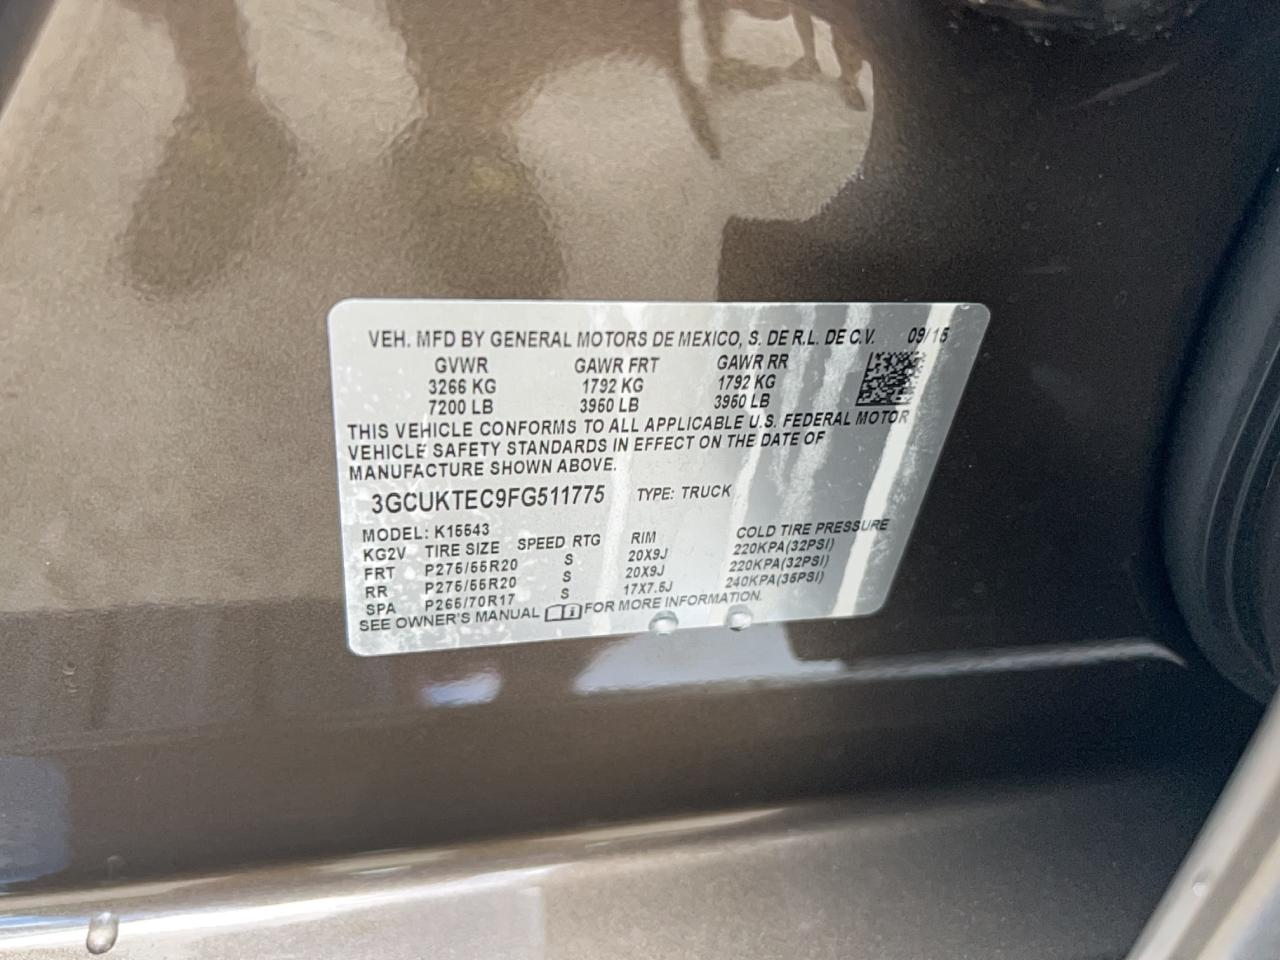 VEH. MFD BY GENERAL MOTORS DE MEXICO, S. DE R.L. DE C.V. 09/15
GVWR GAWR FRT GAWR RR
3266 KG 1792 KG 1792 KG
7200 LB 3950 LB 3950 LB
THIS VEHICLE CONFORMS TO ALL APPLICABLE U.S. FEDERAL MOTOR
VEHICLE SAFETY STANDARDS IN EFFECT ON THE DATE OF
MANUFACTURE SHOWN ABOVE.
3GCUKTEC9FG511775 TYPE: TRUCK
MODEL: K15543
KG2V TIRE SIZE SPEED RTG RIM COLD TIRE PRESSURE
FRT P275/55R20 S 20X9J 220KPA(32PSI)
RR P275/55R20 S 20X9J 220KPA(32PSI)
SPA P265/70R17 S 17X7.5J 240KPA(35PSI)
SEE OWNER'S MANUAL FOR MORE INFORMATION.